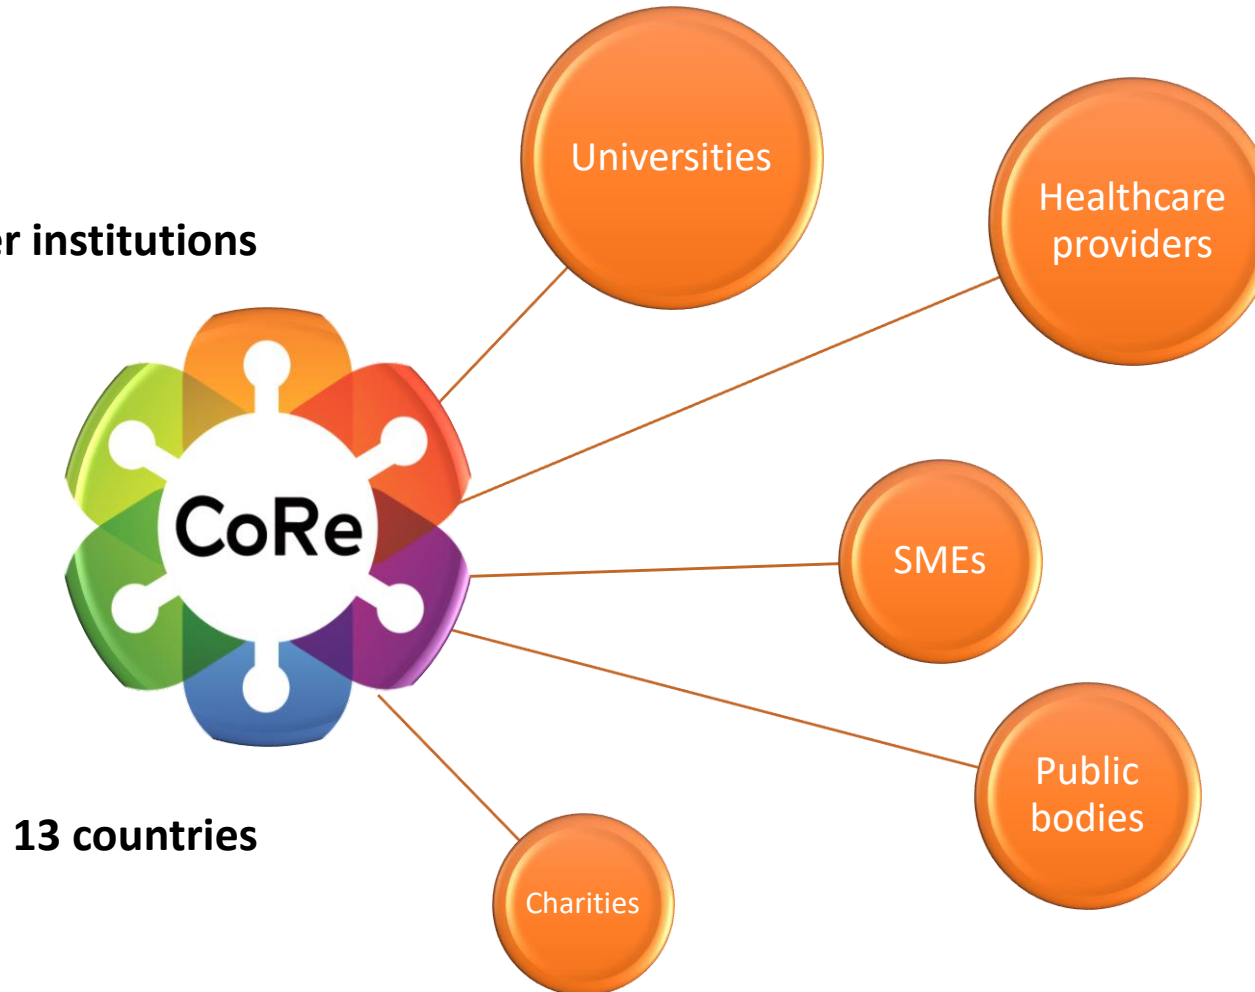 Universities
Healthcare
providers
er institutions
CoRe
SMEs
Public
bodies
13 countries
Charities